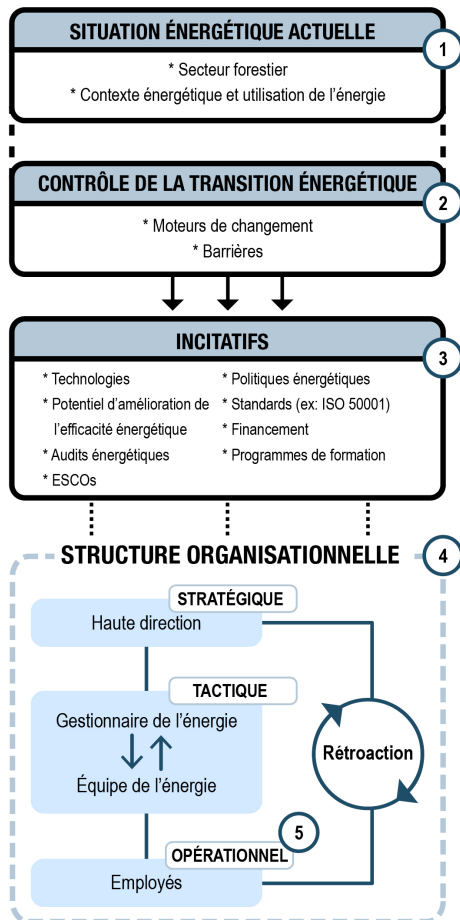 SITUATION ÉNERGÉTIQUE ACTUELLE
1
* Secteur forestier
* Contexte énergétique et utilisation de l'énergie
CONTRÔLE DE LA TRANSITION ÉNERGÉTIQUE
2
* Moteurs de changement
* Barrières
INCITATIFS
3
* Technologies
* Potentiel d'amélioration de
l'efficacité énergétique
* Audits énergétiques
* ESCOs
* Politiques énergétiques
* Standards (ex: ISO 50001)
* Financement
* Programmes de formation
STRUCTURE ORGANISATIONNELLE
4
STRATÉGIQUE
Haute direction
TACTIQUE
Gestionnaire de l'énergie
Équipe de l'énergie
Rétroaction
5
OPÉRATIONNEL
Employés